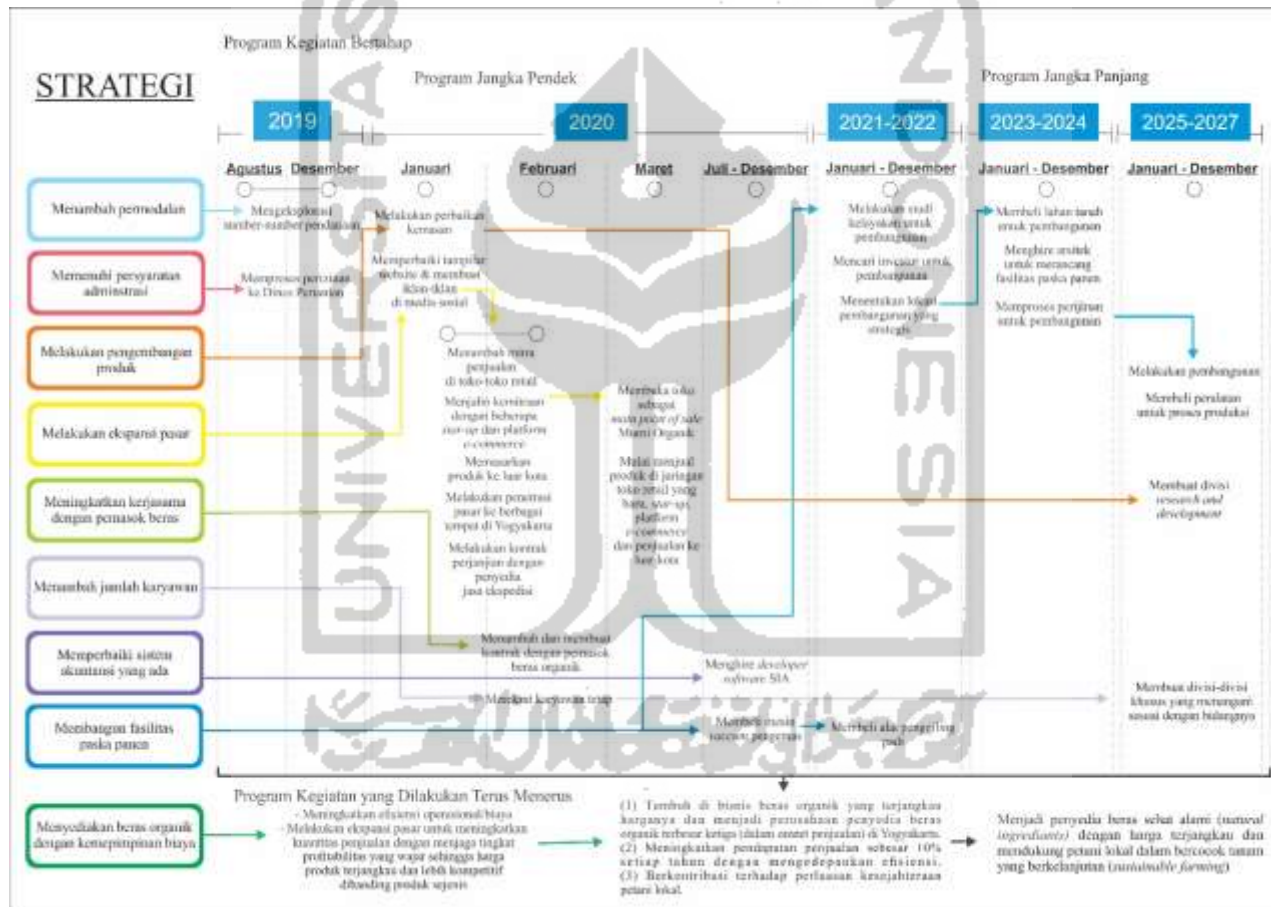 Program Kegiatan Bertahap
STRATEGI
Program Jangka Pendek
Program Jangka Panjang
2019
2020
2021-2022
2023-2024
2025-2027
Agustus Desember
Januari
Februari
Maret
Juli - Desember
Januari - Desember
Januari - Desember
Januari - Desember
Menambah permodalan
Mengeksplorasi
sumber-sumber pendanaan
Melakukan perbaikan
kemasan
Melakukan studi
kelayakan untuk
pembangunan
Mencari investor untuk
pembangunan
Menentukan lokasi
pembangunan yang
strategis
Membeli lahan tanah
untuk pembangunan
Menghire arsitek
untuk merancang
fasilitas paska panen
Memproses perijinan
untuk pembangunan
Memenuhi persyaratan
adminstrasi
Memproses perizinan
ke Dinas Pertanian
Memperbaiki tampilan
website & membuat
iklan-iklan
di media sosial
Melakukan pengembangan
produk
Menambah mitra
penjualan
di toko-toko retail
Menjalin kemitraan
dengan beberapa
star-up dan platform
e-commerce
Memasarkan
produk ke luar kota
Melakukan penetrasi
pasar ke berbagai
tempat di Yogyakarta
Melakukan kontrak
perjanjian dengan
penyedia
jasa ekspedisi
Membuka toko
sebagai
main point of sale
Murni Organik
Mulai menjual
produk di jaringan
toko retail yang
baru, star-up,
platform
e-commerce
dan penjualan ke
luar kota
Melakukan pembangunan
Membeli peralatan
untuk proses produksi
Melakukan ekspansi pasar
Meningkatkan kerjasama
dengan pemasok beras
Membuat divisi
research and
development
Menambah jumlah karyawan
Menambah dan membuat
kontrak dengan pemasok
beras organik
Memperbaiki sistem
akuntansi yang ada
Menghire developer
software SIA
Merekrut karyawan tetap
Membuat divisi-divisi
khusus yang menangani
sesuai dengan bidangnya
Membangun fasilitas
paska panen
Membeli mesin
vaccum pengemas
Membeli alat penggiling
padi
Program Kegiatan yang Dilakukan Terus Menerus
Menyediakan beras organik
dengan kepemimpinan biaya
- Meningkatkan efisiensi operasional/biaya
- Melakukan ekspansi pasar untuk meningkatkan
kuantitas penjualan dengan menjaga tingkat
profitabilitas yang wajar sehingga harga
produk terjangkau dan lebih kompetitif
dibanding produk sejenis
(1) Tumbuh di bisnis beras organik yang terjangkau
harganya dan menjadi perusahaan penyedia beras
organik terbesar ketiga (dalam omzet penjualan) di Yogyakarta.
(2) Meningkatkan pendapatan penjualan sebesar 10%
setiap tahun dengan mengedepankan efisiensi.
(3) Berkontribusi terhadap perluasan kesejahteraan
petani lokal.
Menjadi penyedia beras sehat alami (natural
ingredients) dengan harga terjangkau dan
mendukung petani lokal dalam bercocok tanam
yang berkelanjutan (sustainable farming)
UNIVERSITAS
INDONESIA